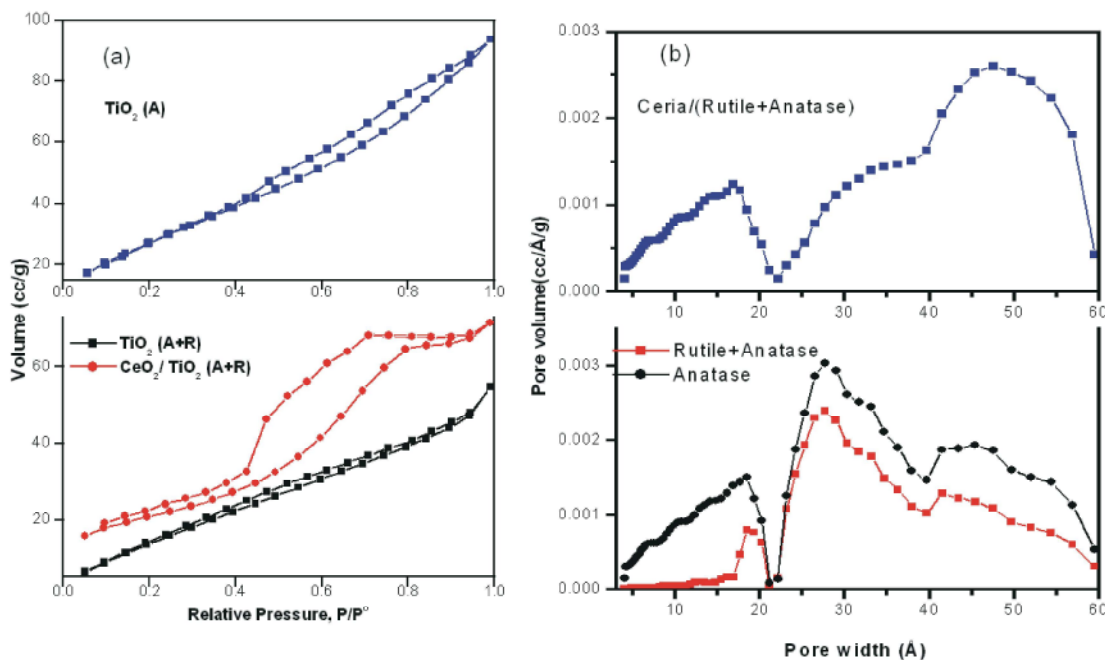 (a)
TiO₂ (A)
100
80
60
40
20
0.0 0.2 0.4 0.6 0.8 1.0
TiO₂ (A+R)
CeO₂/ TiO₂ (A+R)
60
40
20
0.0 0.2 0.4 0.6 0.8 1.0
Volume (cc/g)
Relative Pressure, P/P°
(b)
Ceria/(Rutile+Anatase)
0.003
0.002
0.001
0.000
10 20 30 40 50 60
Rutile+Anatase
Anatase
0.003
0.002
0.001
0.000
10 20 30 40 50 60
Pore volume(cc/Å/g)
Pore width (Å)